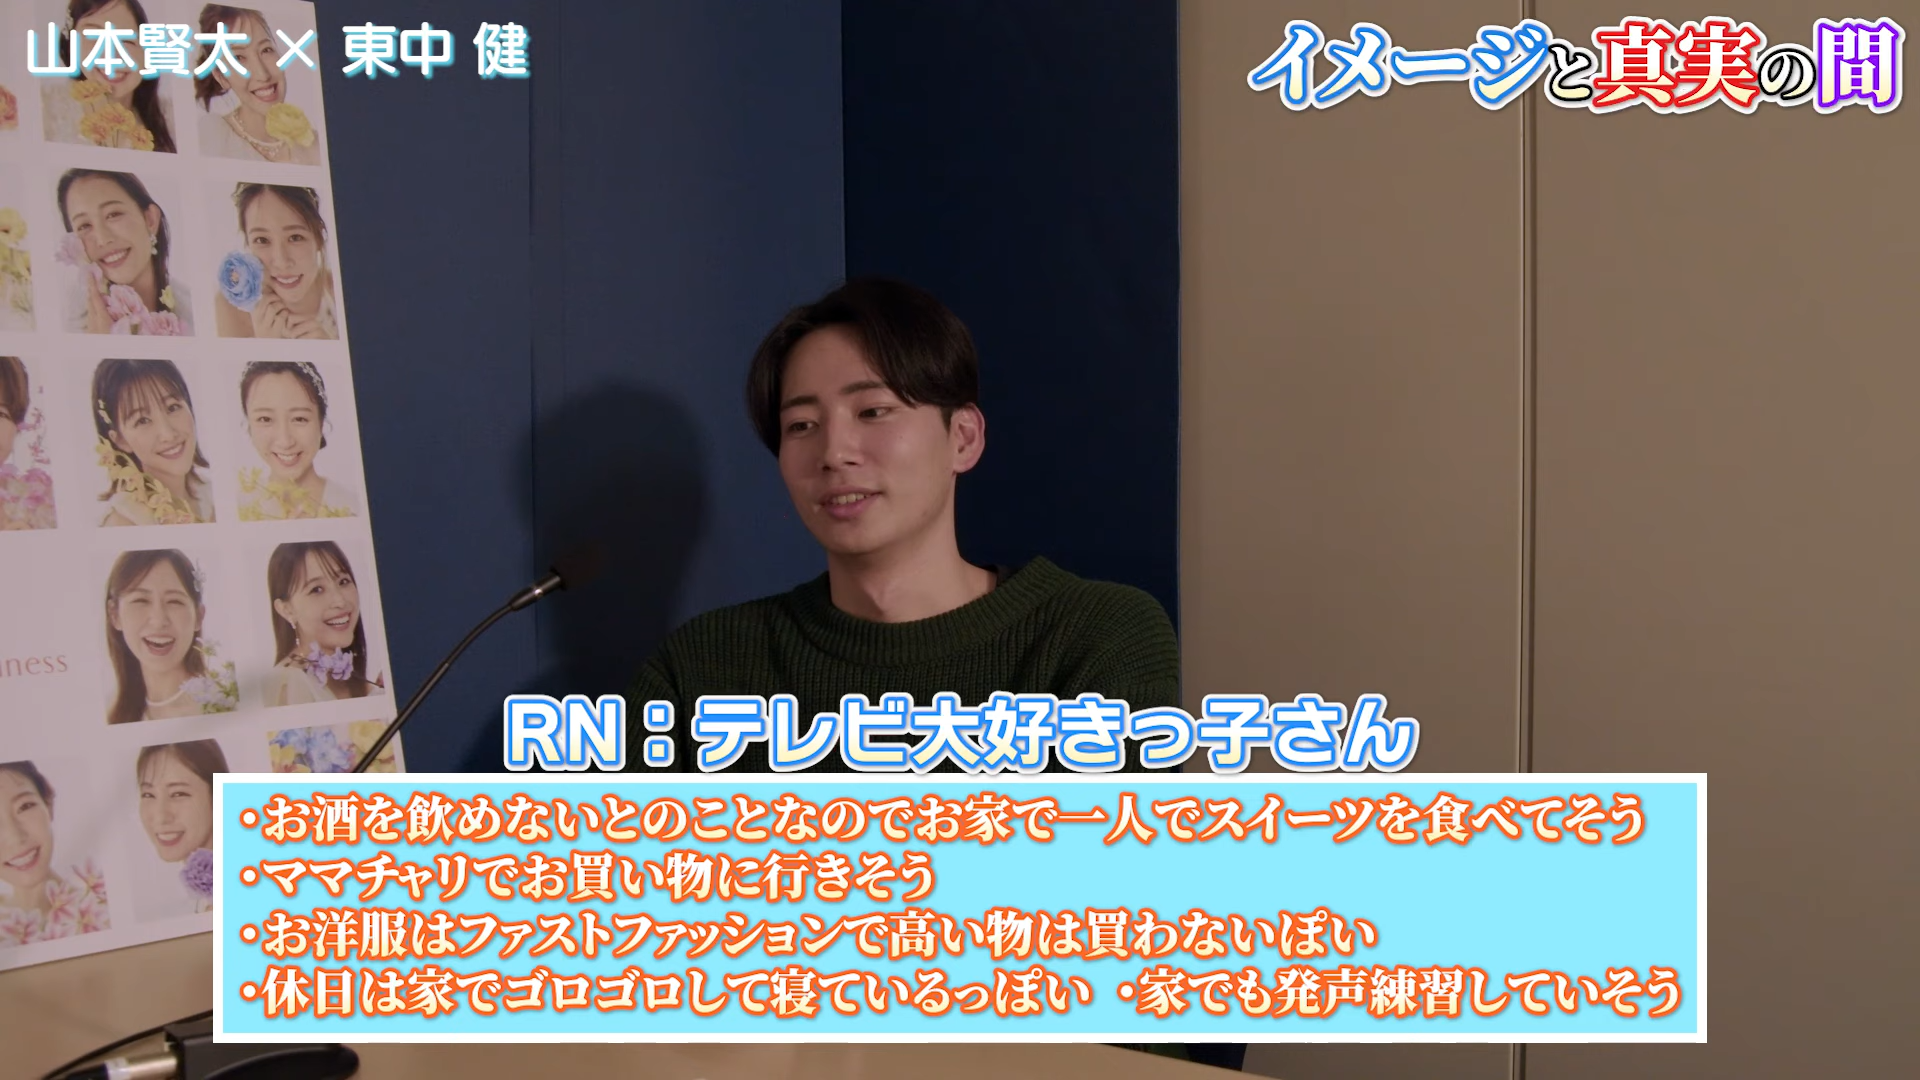 山本賢太 × 東中 健
イメージと真実の間
iness
RN：テレビ大好きっ子さん
・お酒を飲めないとのことなのでお家で一人でスイーツを食べてそう
・ママチャリでお買い物に行きそう
・お洋服はファストファッションで高い物は買わないぽい
・休日は家でゴロゴロして寝ているっぽい ・家でも発声練習していそう